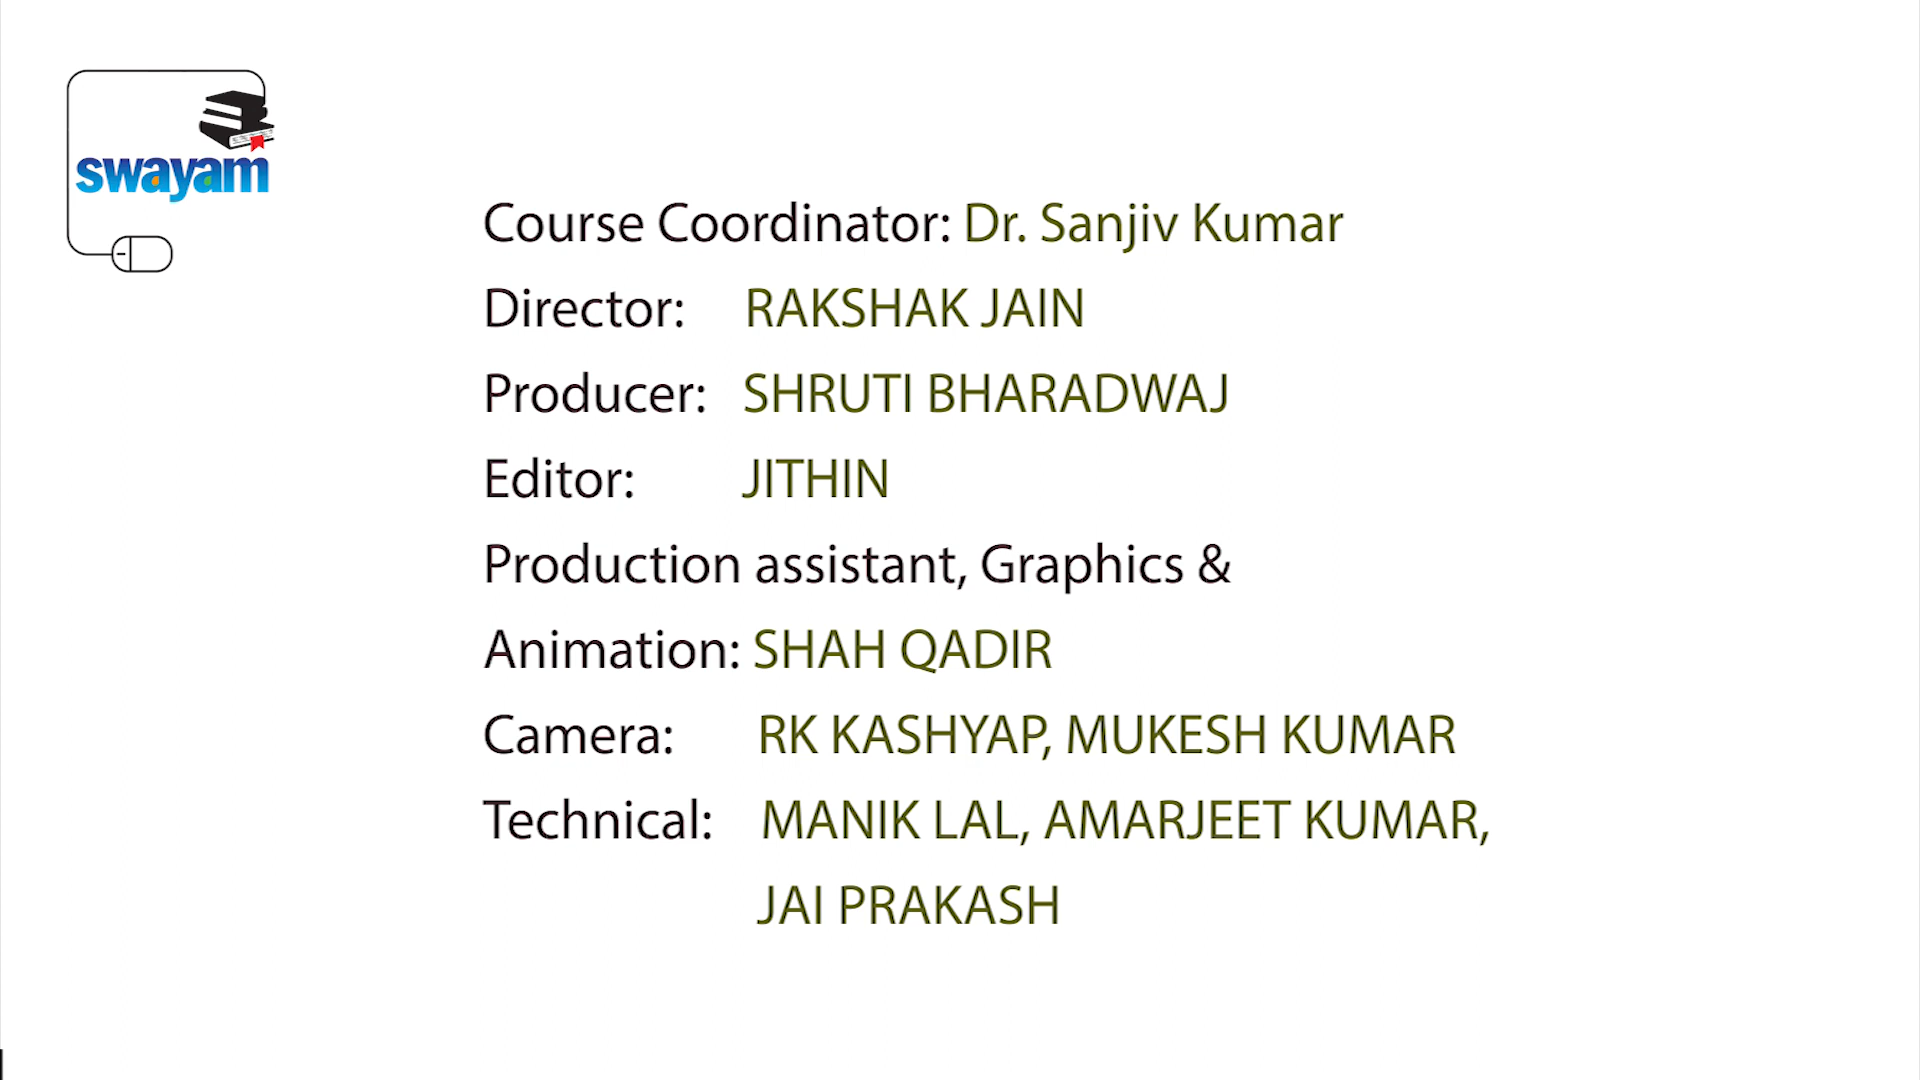 swayam
Course Coordinator: Dr. Sanjiv Kumar
Director: RAKSHAK JAIN
Producer: SHRUTI BHARADWAJ
Editor: JITHIN
Production assistant, Graphics &
Animation: SHAH QADIR
Camera: RK KASHYAP, MUKESH KUMAR
Technical: MANIK LAL, AMARJEET KUMAR,
JAI PRAKASH